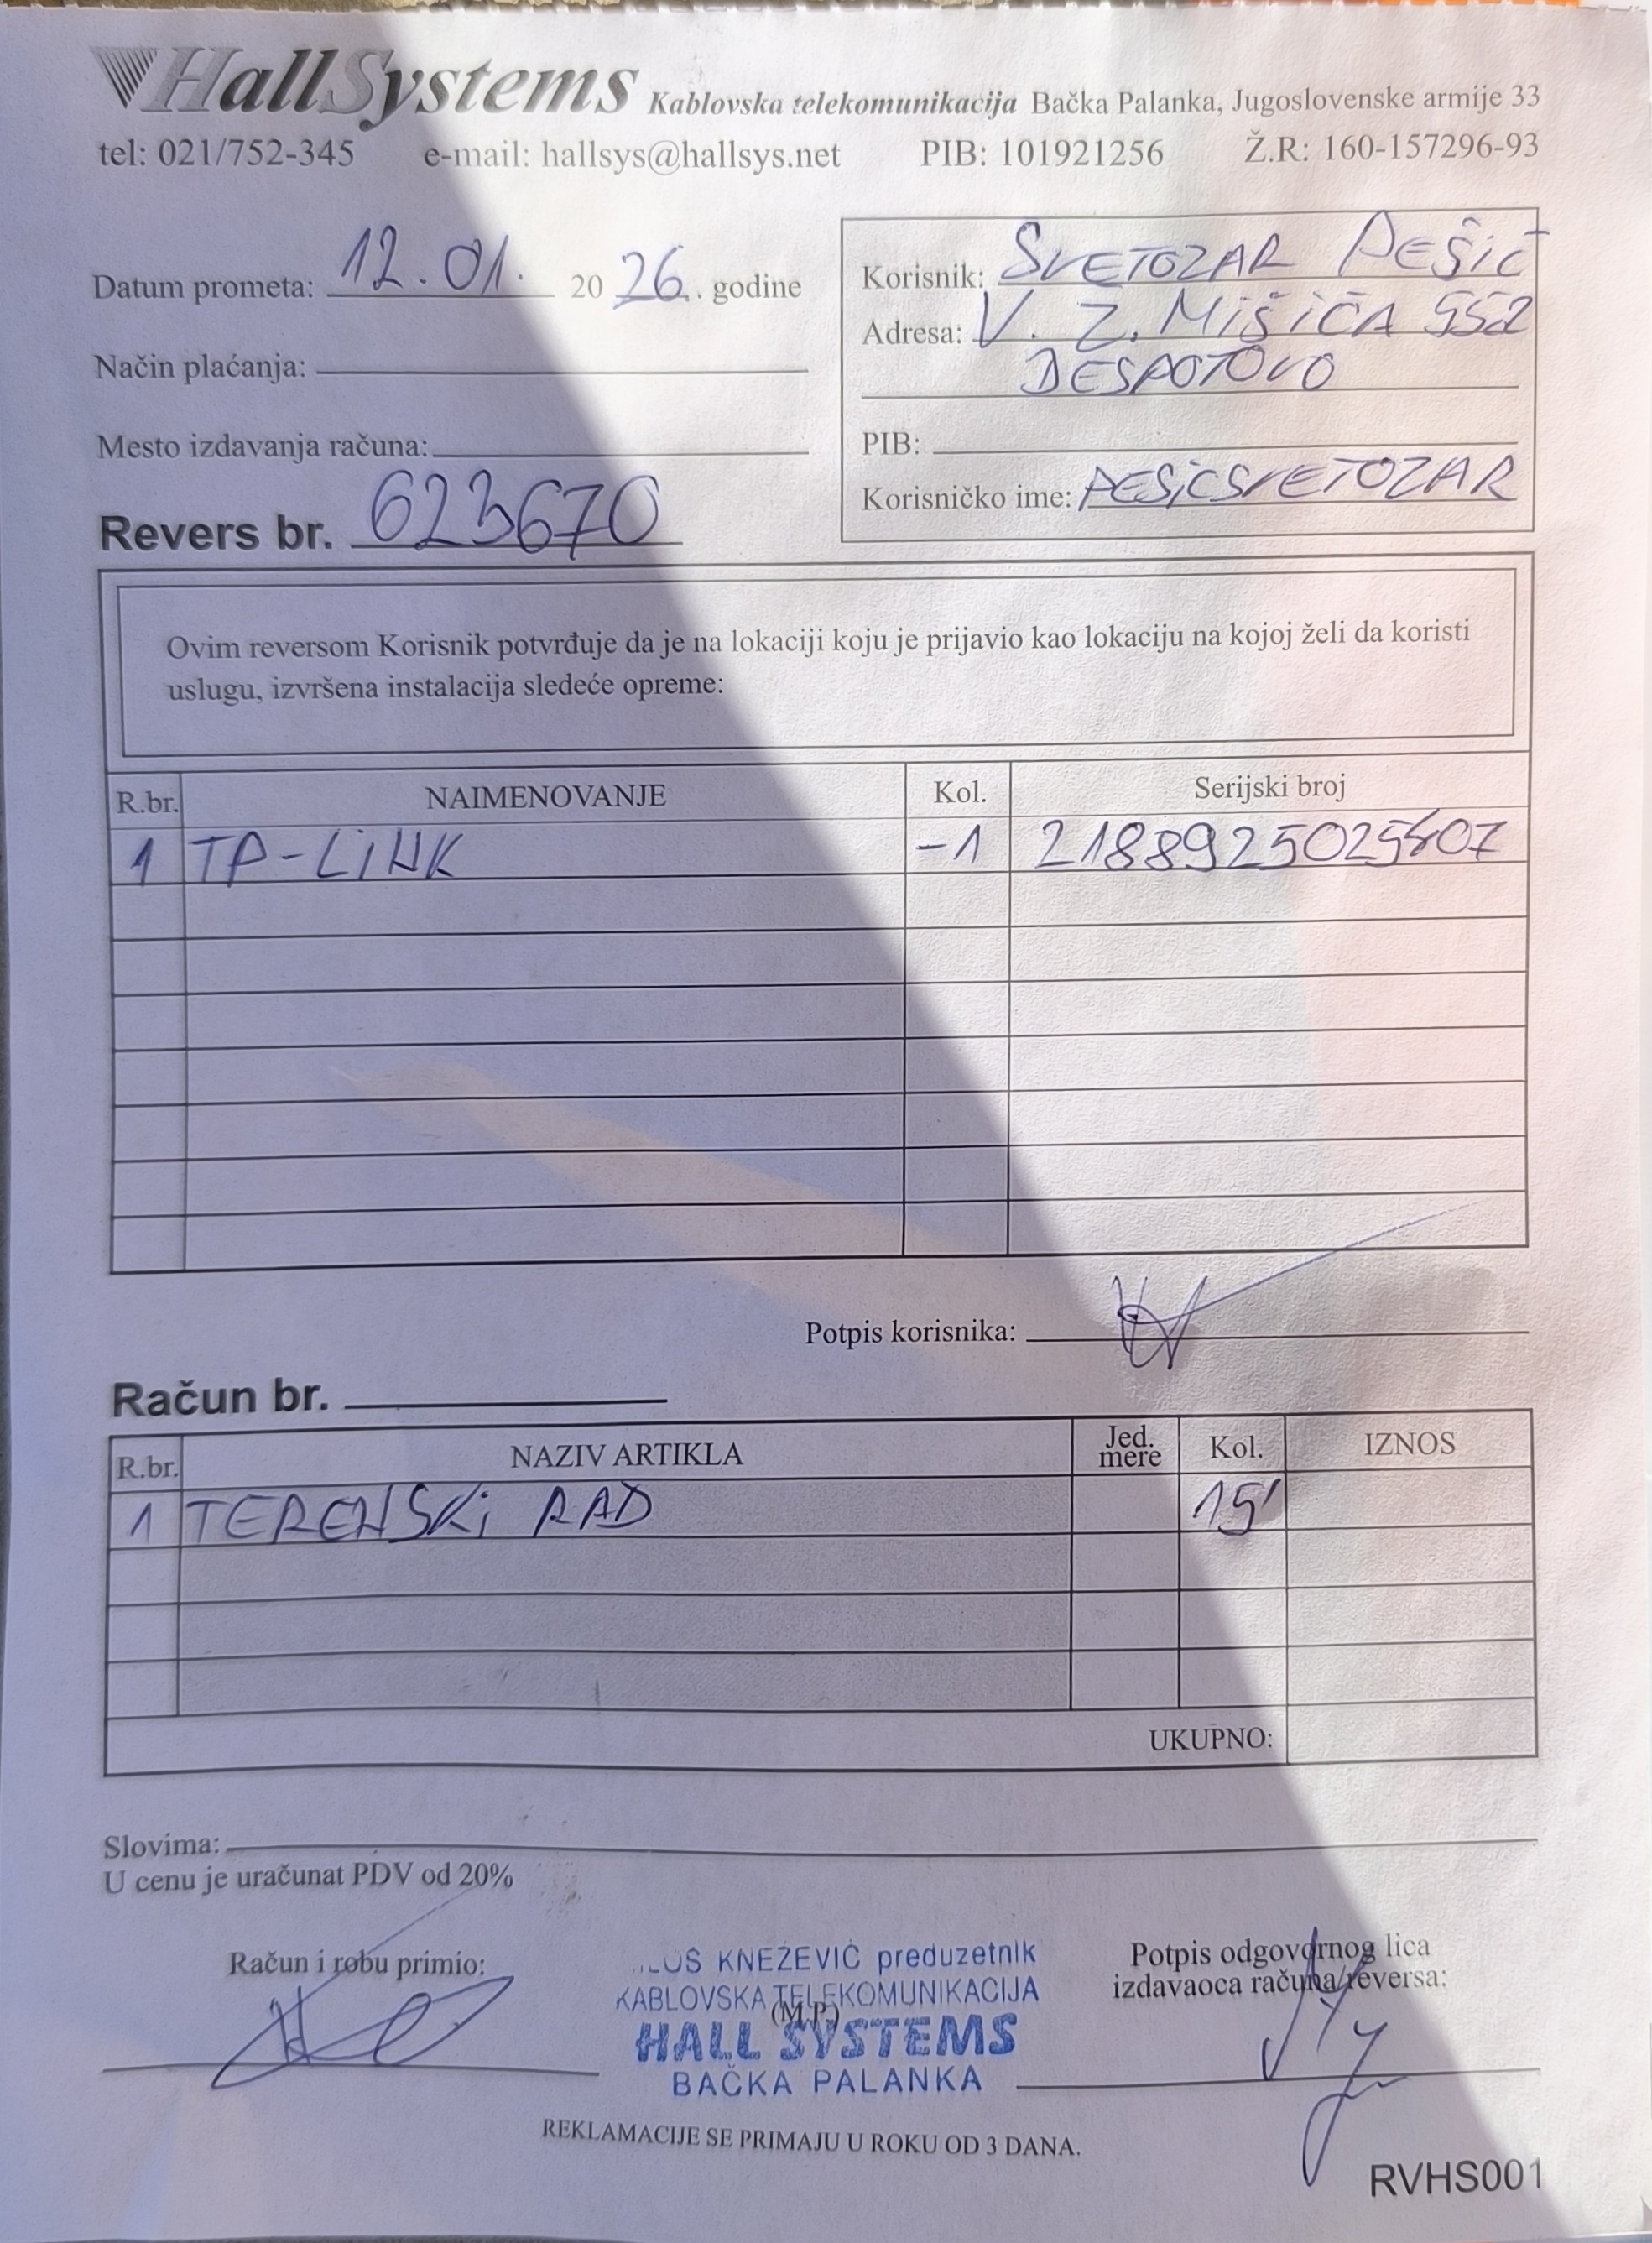 HallSystems Kablovska telekomunikacija Bačka Palanka, Jugoslovenske armije 33
tel: 021/752-345 e-mail: hallsys@hallsys.net PIB: 101921256 Ž.R: 160-157296-93
Datum prometa: 12.01. 20 26. godine
Način plaćanja:
Mesto izdavanja računa:
Revers br. 623670
Korisnik: SVETOZAR PEŠIĆ
Adresa: V. Ž. MIŠIĆA 552
DESPOTOVO
PIB:
Korisničko ime: PESICSVETOZAR
Ovim reversom Korisnik potvrđuje da je na lokaciji koju je prijavio kao lokaciju na kojoj želi da koristi
uslugu, izvršena instalacija sledeće opreme:
R.br. NAIMENOVANJE Kol. Serijski broj
1 TP-LINK -1 2188925025407
Potpis korisnika:
Račun br.
R.br. NAZIV ARTIKLA Jed. mere Kol. IZNOS
1 TERENSKI RAD 15'
UKUPNO:
Slovima:
U cenu je uračunat PDV od 20%
Račun i robu primio:
KNEŽEVIĆ preduzetnik
KABLOVSKA TELEKOMUNIKACIJA
(M.P.)
HALL SYSTEMS
BAČKA PALANKA
Potpis odgovornog lica
izdavaoca računa/reversa:
REKLAMACIJE SE PRIMAJU U ROKU OD 3 DANA.
RVHS001